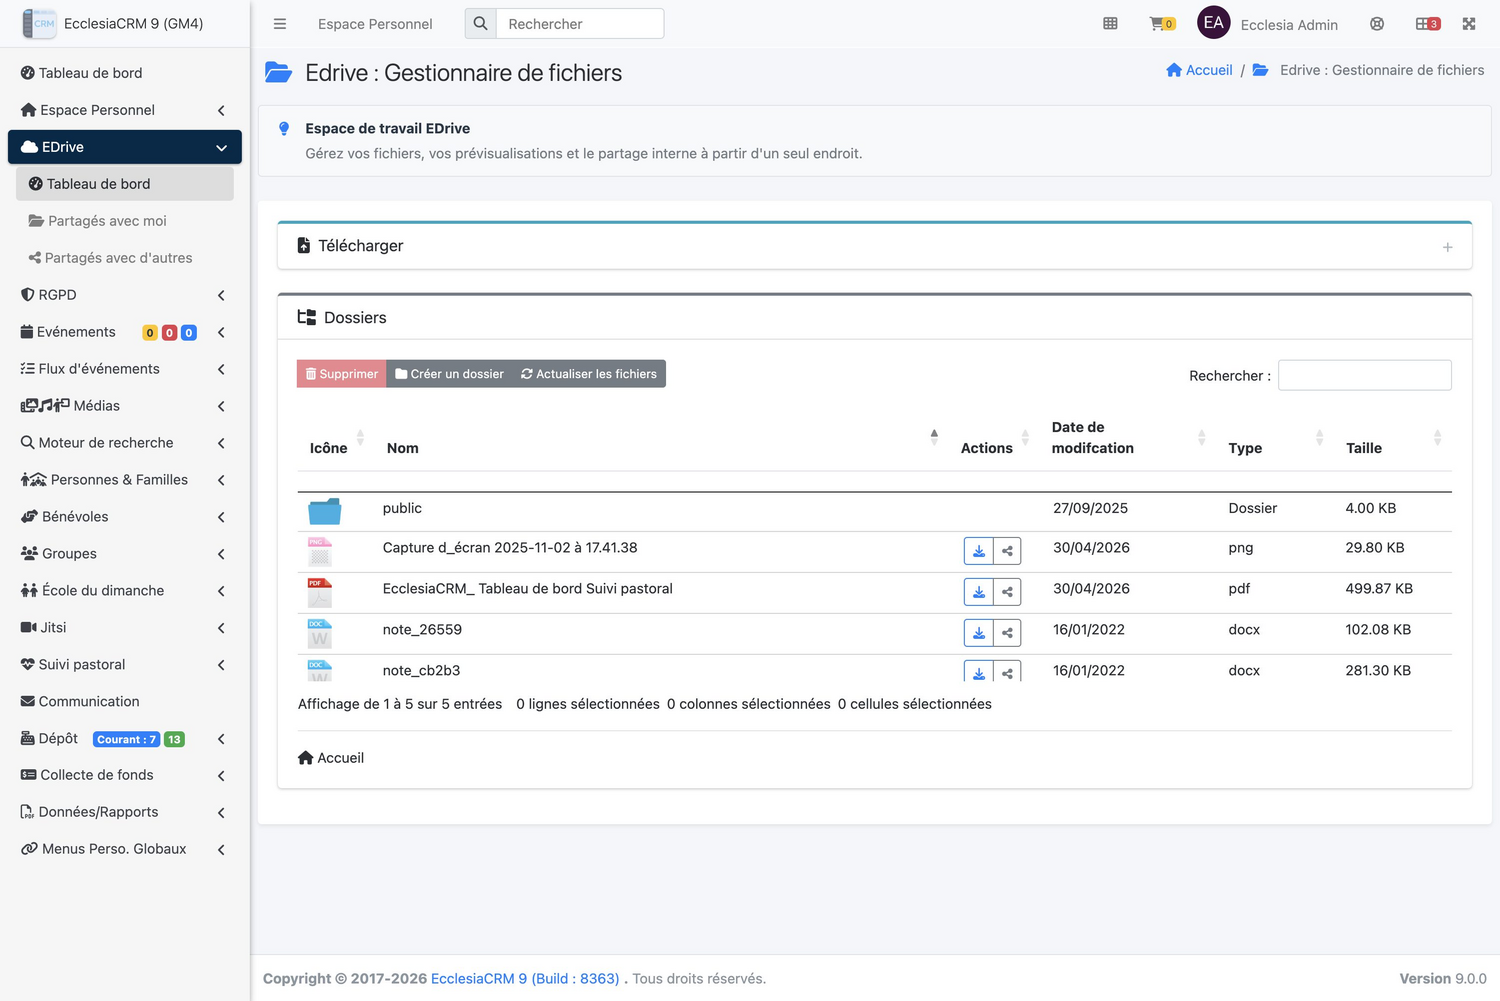 CRM
EcclesiaCRM 9 (GM4)
Espace Personnel
Rechercher
0
EA
Ecclesia Admin
3
Tableau de bord
Espace Personnel
EDrive
Tableau de bord
Partagés avec moi
Partagés avec d'autres
RGPD
Evénements 0 0 0
Flux d'événements
Médias
Moteur de recherche
Personnes & Familles
Bénévoles
Groupes
École du dimanche
Jitsi
Suivi pastoral
Communication
Dépôt Courant : 7 13
Collecte de fonds
Données/Rapports
Menus Perso. Globaux
Edrive : Gestionnaire de fichiers
Accueil / Edrive : Gestionnaire de fichiers
Espace de travail EDrive
Gérez vos fichiers, vos prévisualisations et le partage interne à partir d'un seul endroit.
Télécharger
Dossiers
Supprimer Créer un dossier Actualiser les fichiers
Rechercher :
Icône Nom Actions Date de modifcation Type Taille
public 27/09/2025 Dossier 4.00 KB
PNG Capture d_écran 2025-11-02 à 17.41.38 30/04/2026 png 29.80 KB
PDF EcclesiaCRM_ Tableau de bord Suivi pastoral 30/04/2026 pdf 499.87 KB
DOC W note_26559 16/01/2022 docx 102.08 KB
DOC W note_cb2b3 16/01/2022 docx 281.30 KB
Affichage de 1 à 5 sur 5 entrées 0 lignes sélectionnées 0 colonnes sélectionnées 0 cellules sélectionnées
Accueil
Copyright © 2017-2026 EcclesiaCRM 9 (Build : 8363) . Tous droits réservés.
Version 9.0.0